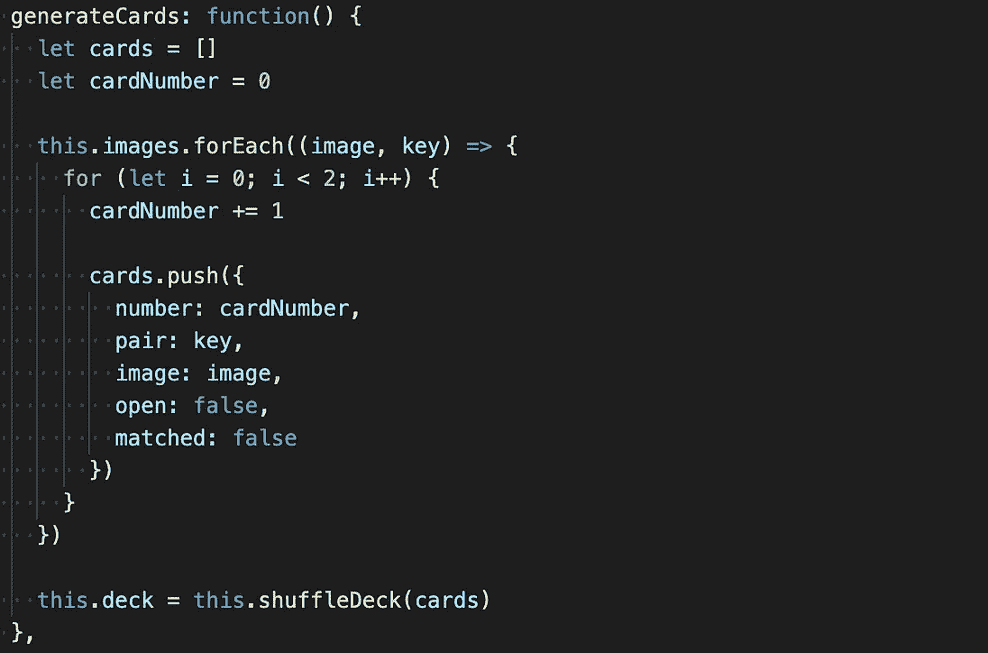 generateCards: function() {
let cards = []
let cardNumber = 0
this.images.forEach((image, key) => {
for (let i = 0; i < 2; i++) {
cardNumber += 1
cards.push({
number: cardNumber,
pair: key,
image: image,
open: false,
matched: false
})
}
})
this.deck = this.shuffleDeck(cards)
},